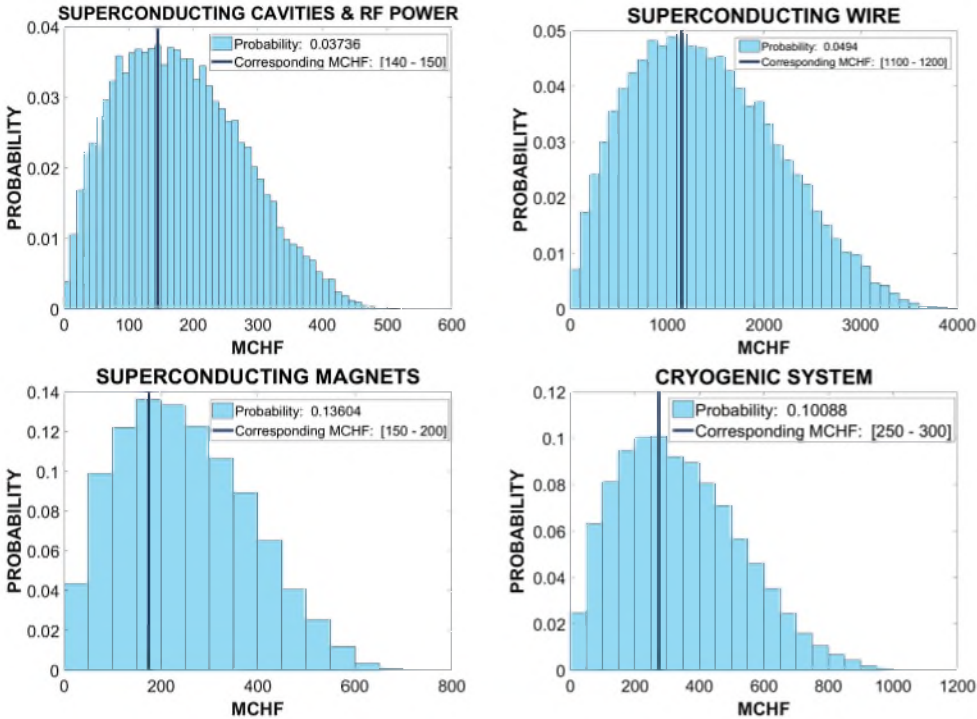 SUPERCONDUCTING CAVITIES & RF POWER
0.04
0.03
0.02
0.01
0
PROBABILITY
Probability: 0.03736
Corresponding MCHF: [140 - 150]
0 100 200 300 400 500 600
MCHF
SUPERCONDUCTING WIRE
0.05
0.04
0.03
0.02
0.01
0
PROBABILITY
Probability: 0.0494
Corresponding MCHF: [1100 - 1200]
0 1000 2000 3000 4000
MCHF
SUPERCONDUCTING MAGNETS
0.14
0.12
0.1
0.08
0.06
0.04
0.02
0
PROBABILITY
Probability: 0.13604
Corresponding MCHF: [150 - 200]
0 200 400 600 800
MCHF
CRYOGENIC SYSTEM
0.12
0.1
0.08
0.06
0.04
0.02
0
PROBABILITY
Probability: 0.10088
Corresponding MCHF: [250 - 300]
0 200 400 600 800 1000 1200
MCHF